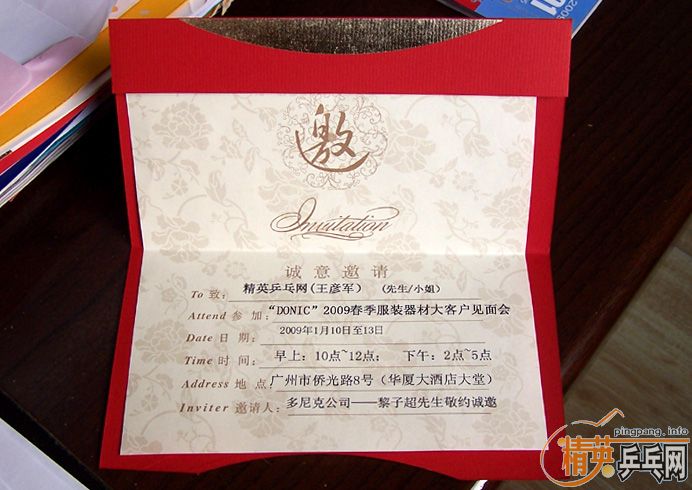 01
2009
邀
Invitation
诚意邀请
To 致: 精英乒乓网(王彦军) (先生/小姐)
Attend 参加: “DONIC”2009春季服装器材大客户见面会
Date 日期: 2009年1月10日至13日
Time 时间: 早上: 10点~12点; 下午: 2点~5点
Address 地点 广州市侨光路8号(华厦大酒店大堂)
Inviter 邀请人: 多尼克公司——黎子超先生敬约诚邀
pingpang.info
精英乒乓网